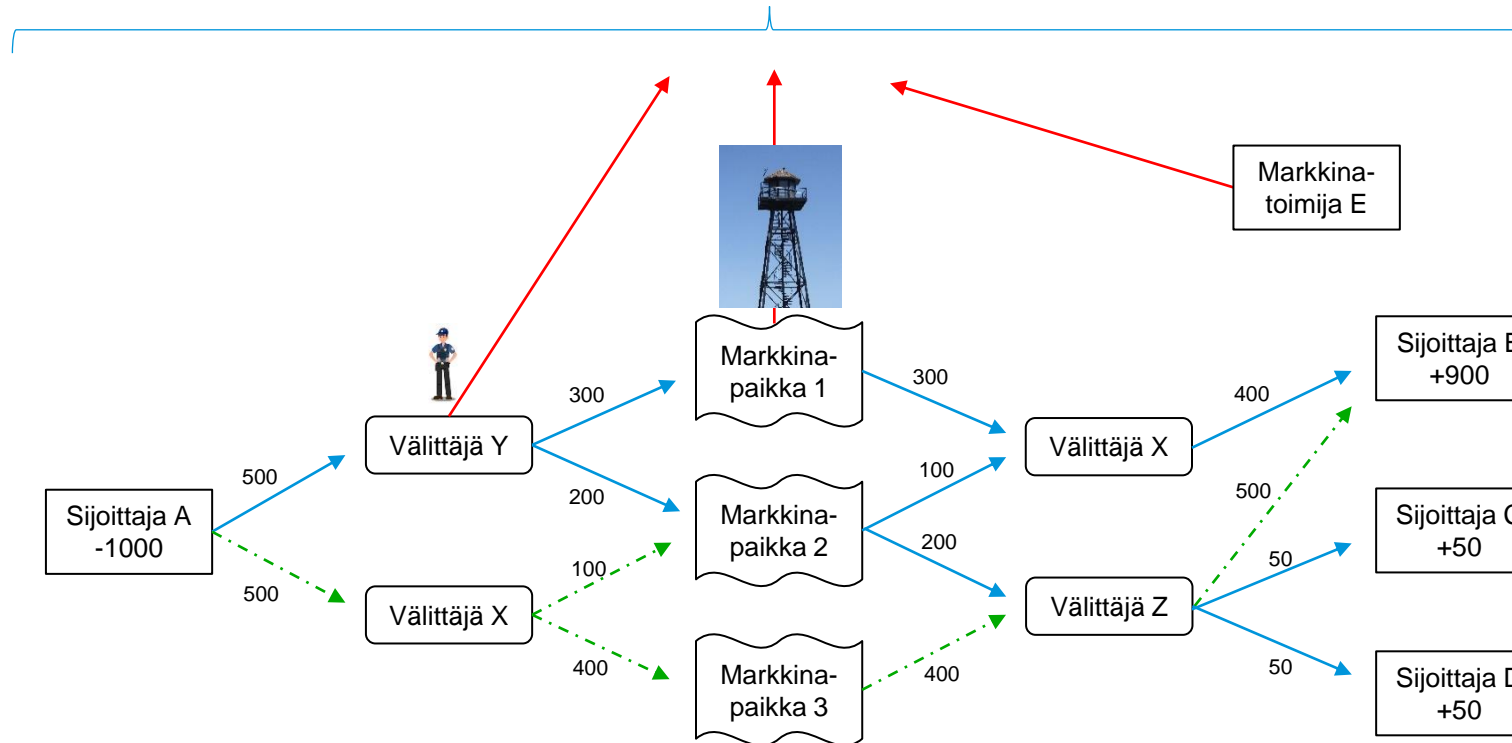 Markkina-
toimija E
300
Markkina-
paikka 1
300
400
Sijoittaja
+900
Välittäjä Y
Välittäjä X
500
200
100
500
Sijoittaja A
-1000
Markkina-
paikka 2
200
Sijoittaja
+50
100
50
500
Välittäjä X
Välittäjä Z
400
Markkina-
paikka 3
400
50
Sijoittaja
+50